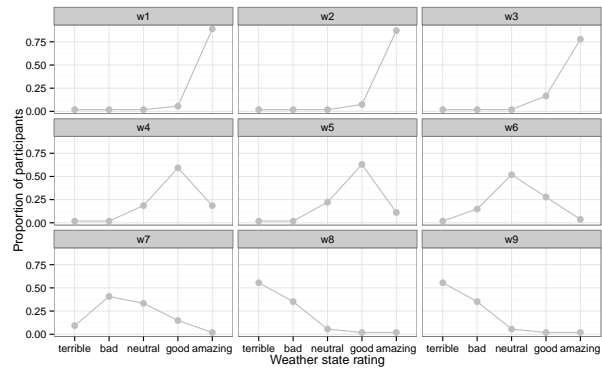 w1 w2 w3
0.75
0.50
0.25
0.00
w4 w5 w6
0.75
0.50
0.25
0.00
w7 w8 w9
0.75
0.50
0.25
0.00
terrible bad neutral good amazing terrible bad neutral good amazing terrible bad neutral good amazing
Weather state rating
Proportion of participants